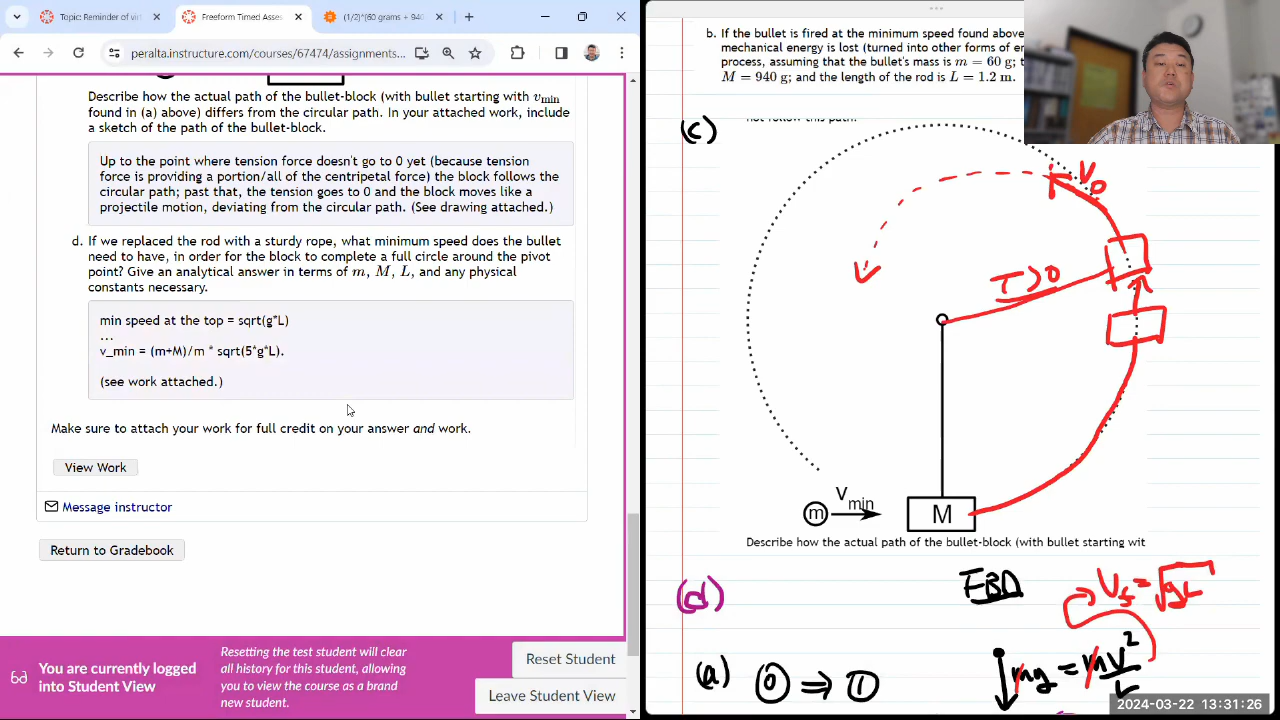 Topic: Reminder of vi
Freeform Timed Asses
(1/2)*(60 grams + 940
peralta.instructure.com/courses/67474/assignments...
Describe how the actual path of the bullet-block (with bullet starting with vmin
found in (a) above) differs from the circular path. In your attached work, include
a sketch of the path of the bullet-block.
Up to the point where tension force doesn't go to 0 yet (because tension
force is providing a portion/all of the centripetal force) the block follows the
circular path; past that, the tension goes to 0 and the block moves like a
projectile motion, deviating from the circular path. (See drawing attached.)
d. If we replaced the rod with a sturdy rope, what minimum speed does the bullet
need to have, in order for the block to complete a full circle around the pivot
point? Give an analytical answer in terms of m, M, L, and any physical
constants necessary.
min speed at the top = sqrt(g*L)
...
v_min = (m+M)/m * sqrt(5*g*L).
(see work attached.)
Make sure to attach your work for full credit on your answer and work.
View Work
Message instructor
Return to Gradebook
You are currently logged
into Student View
Resetting the test student will clear
all history for this student, allowing
you to view the course as a brand
new student.
Reset Student
Leave Student View
b. If the bullet is fired at the minimum speed found above
mechanical energy is lost (turned into other forms of en
process, assuming that the bullet's mass is m = 60 g; t
M = 940 g; and the length of the rod is L = 1.2 m.
(c)
not follow this path.
V0
T>0
Vmin
m
M
Describe how the actual path of the bullet-block (with bullet starting wit
(d)
FBD
Vf = √gL
(a) ⓪ ⇒ ①
mg = mV²/L
2024-03-22 13:31:26